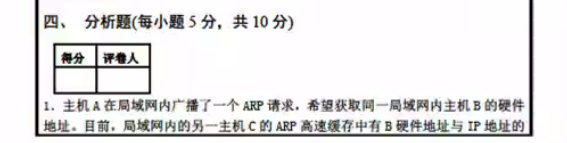 四、 分析题(每小题 5 分，共 10 分)
得分 评卷人
1．主机 A 在局域网内广播了一个 ARP 请求，希望获取同一局域网内主机 B 的硬件
地址。目前，局域网内的另一主机 C 的 ARP 高速缓存中有 B 硬件地址与 IP 地址的